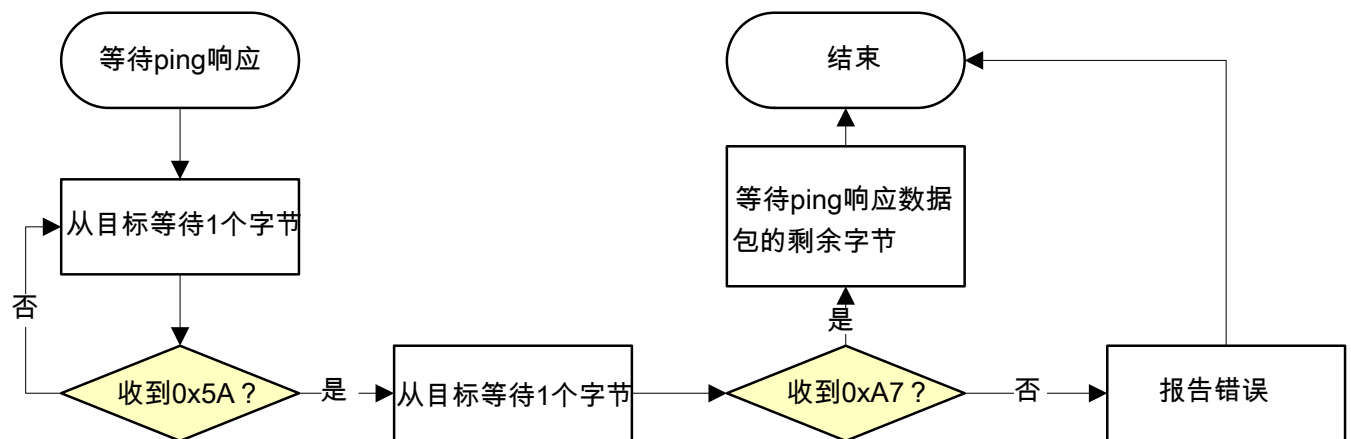 等待ping响应
从目标等待1个字节
否
收到0x5A？
是
从目标等待1个字节
收到0xA7？
是
等待ping响应数据
包的剩余字节
结束
否
报告错误